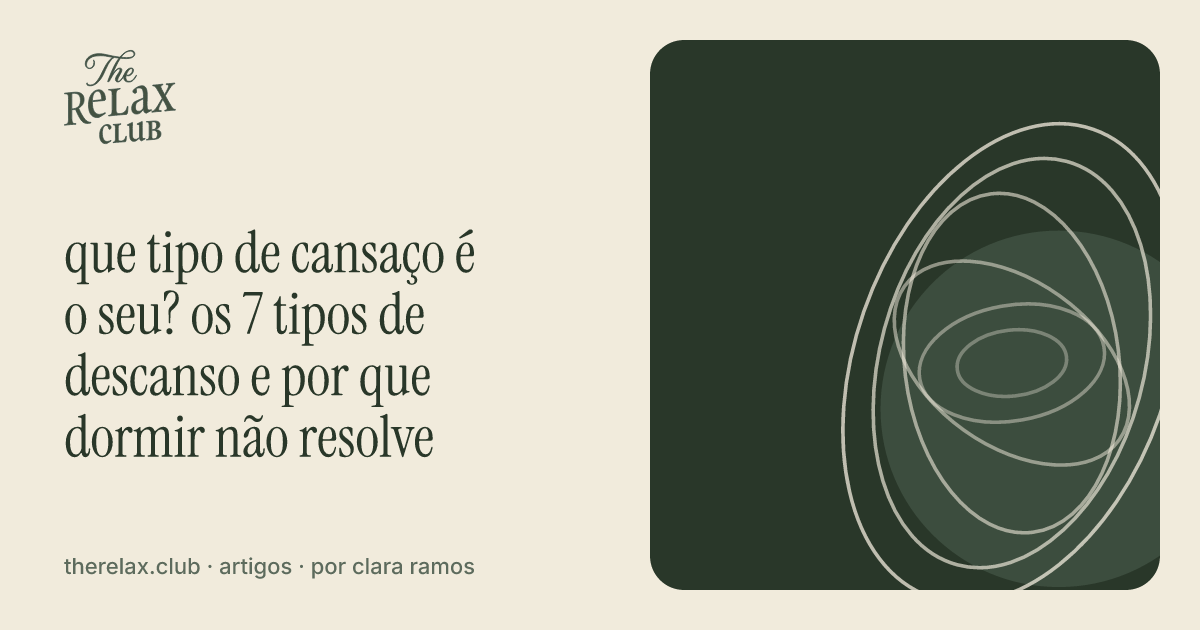 The
Relax
CLUB
que tipo de cansaço é
o seu? os 7 tipos de
descanso e por que
dormir não resolve
therelax.club · artigos · por clara ramos